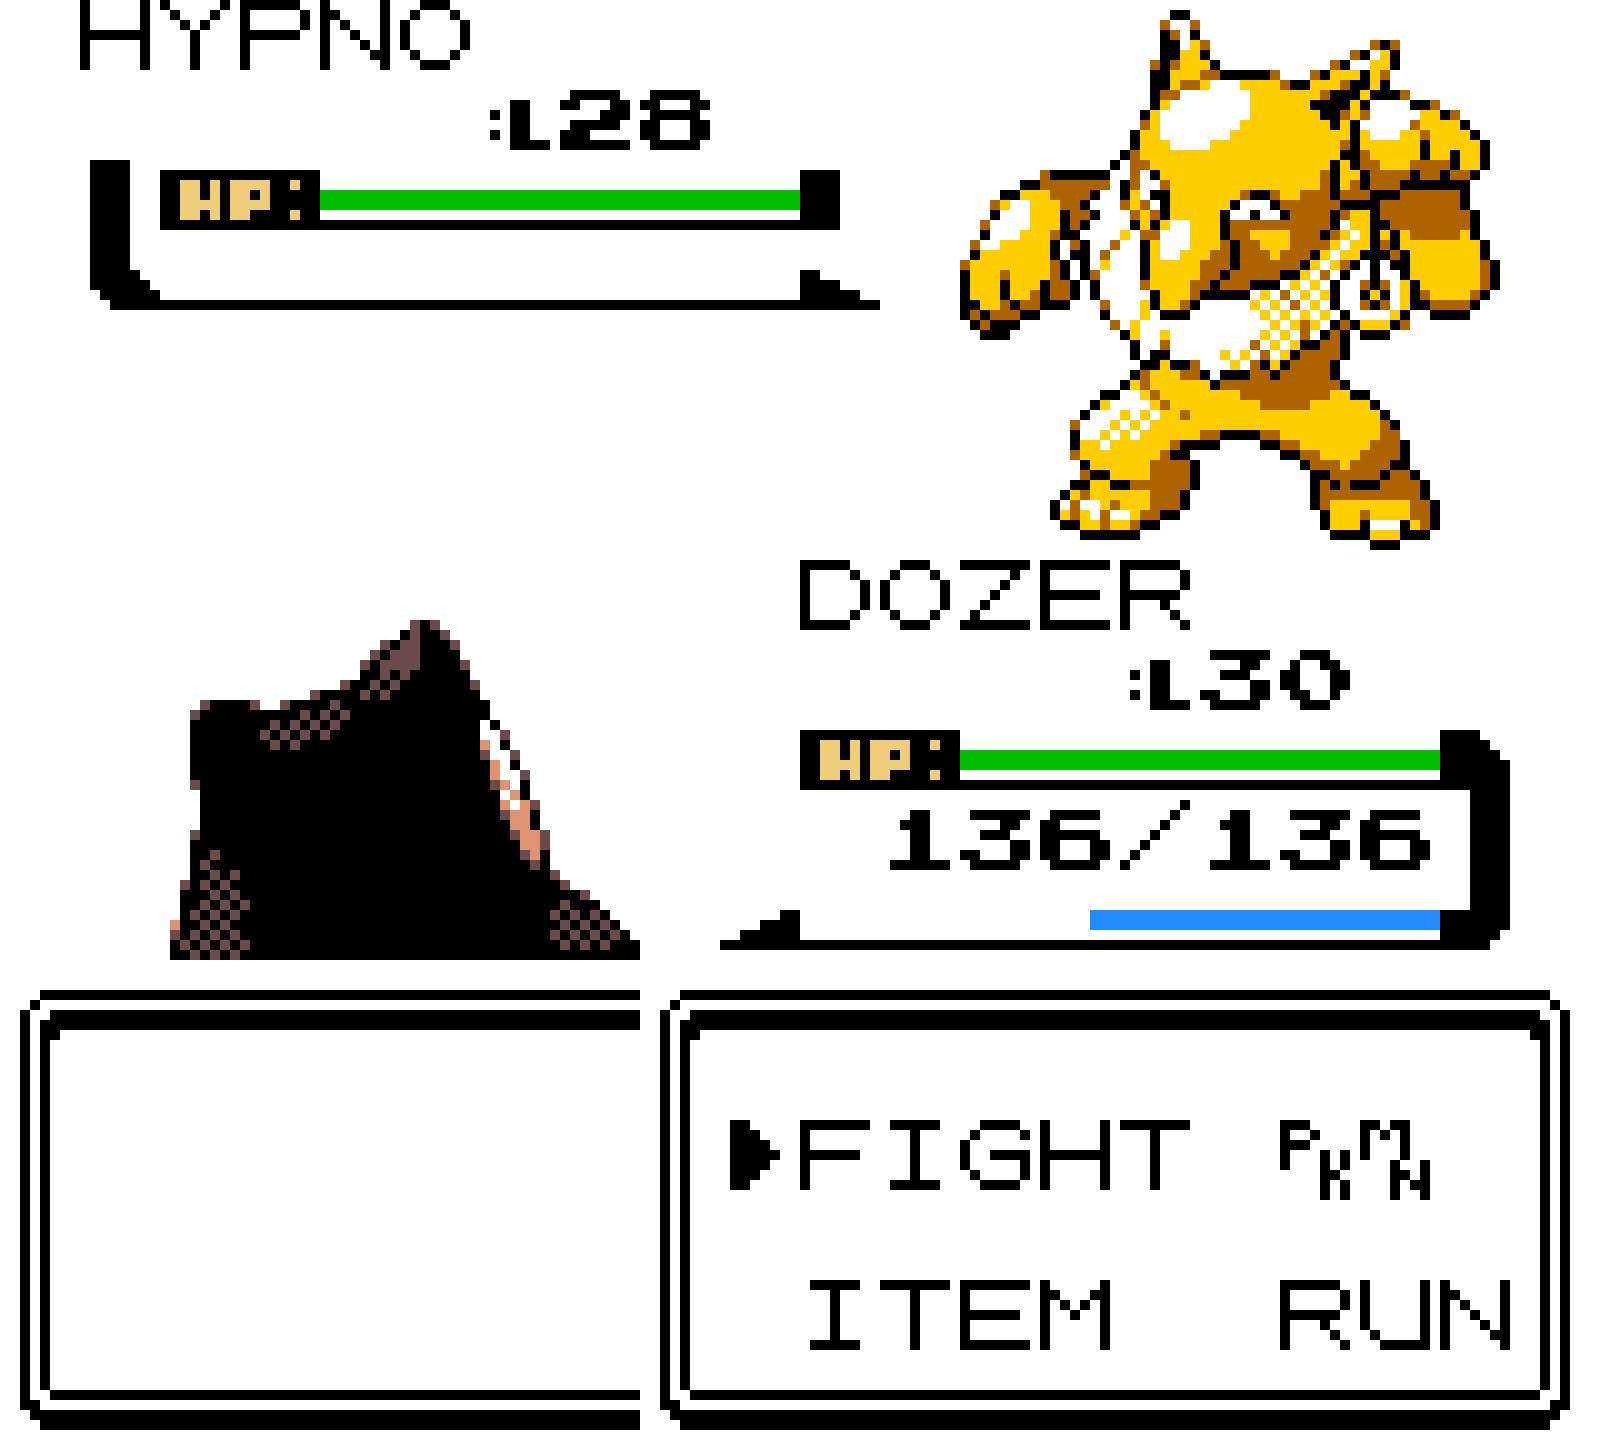 HYPNO
:L28
HP:
DOZER
:L30
HP:
136/136
▶FIGHT PKMN
ITEM RUN